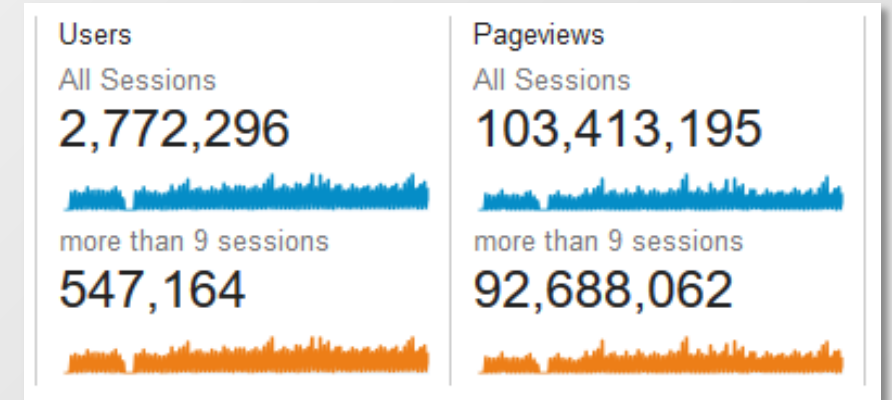 Users
All Sessions
2,772,296
more than 9 sessions
547,164
Pageviews
All Sessions
103,413,195
more than 9 sessions
92,688,062